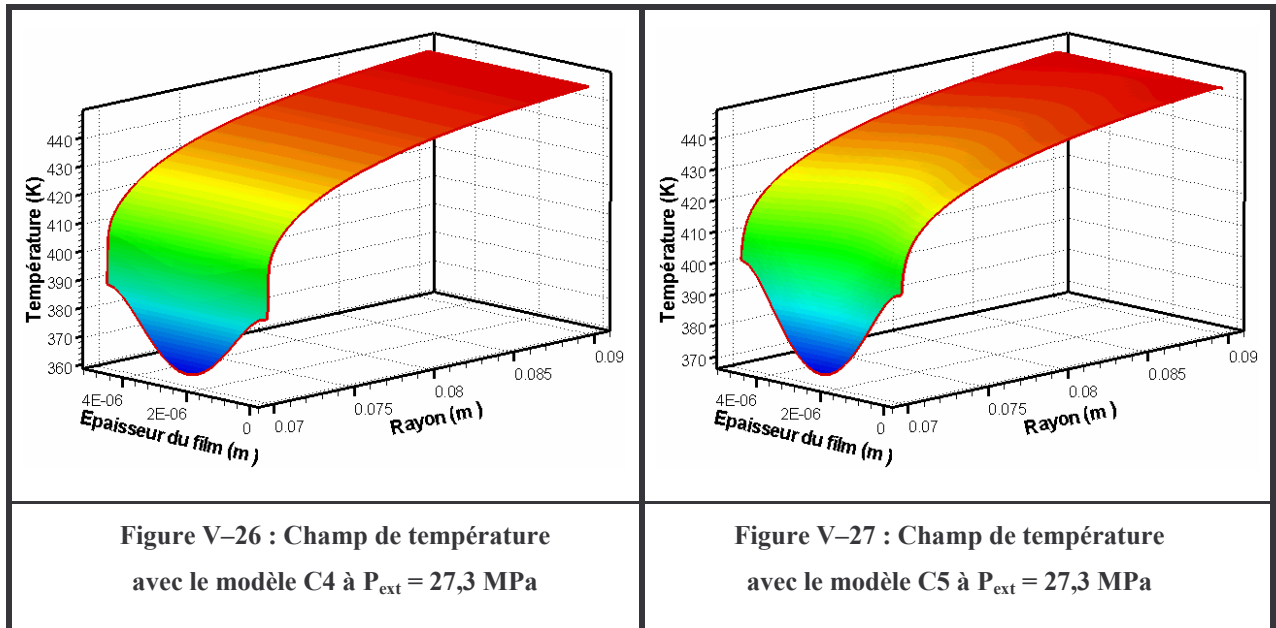 440
430
420
410
400
390
380
370
360
Température (K)
4E-06
2E-06
0
Epaisseur du film (m )
0.07
0.075
0.08
0.085
0.09
Rayon (m )
440
430
420
410
400
390
380
370
Température (K)
4E-06
2E-06
0
Epaisseur du film (m )
0.07
0.075
0.08
0.085
0.09
Rayon (m )
Figure V–26 : Champ de température
avec le modèle C4 à Pext = 27,3 MPa
Figure V–27 : Champ de température
avec le modèle C5 à Pext = 27,3 MPa